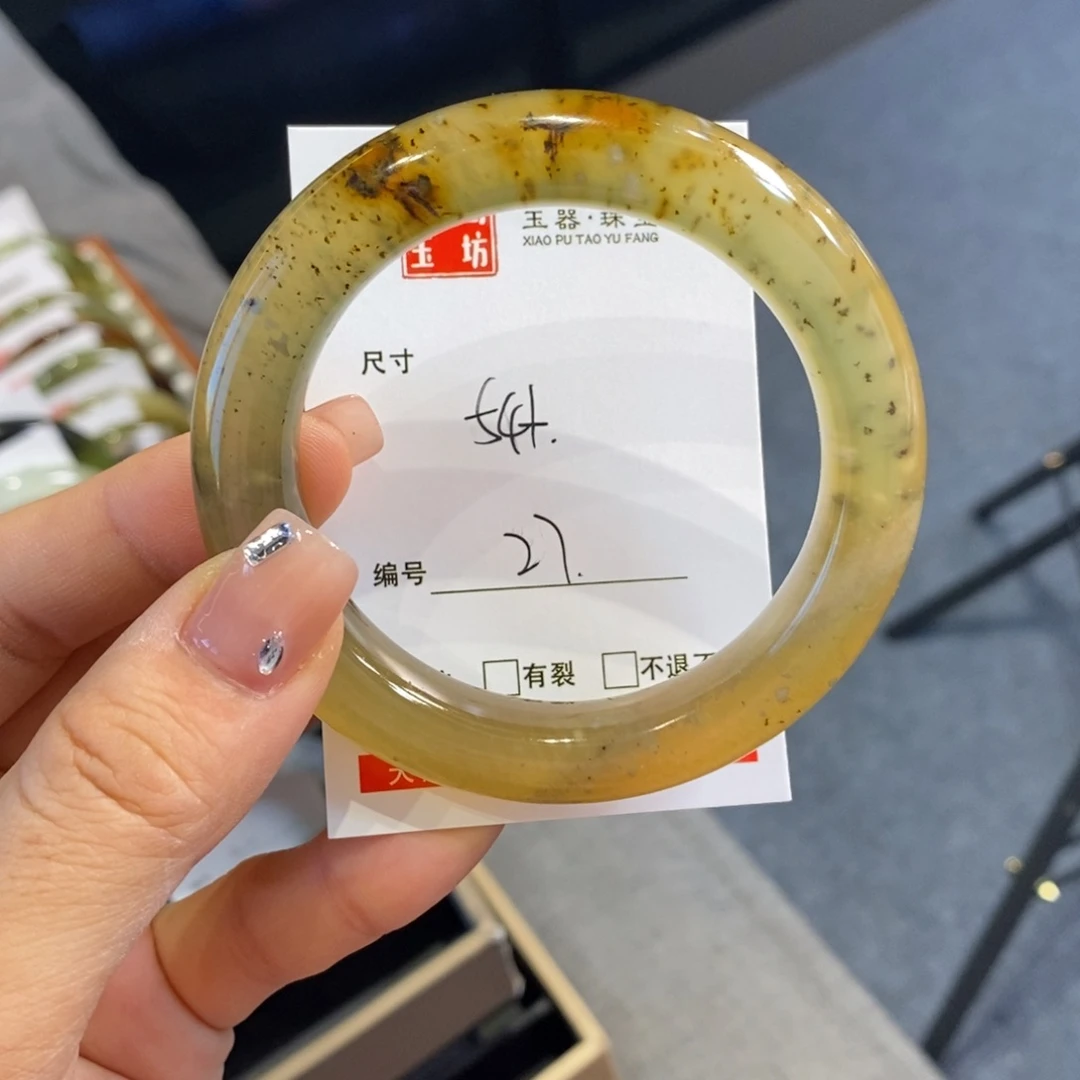 玉坊
玉器·珠
XIAO PU TAO YU FANG
尺寸
54+.
编号 27.
□有裂 □不退